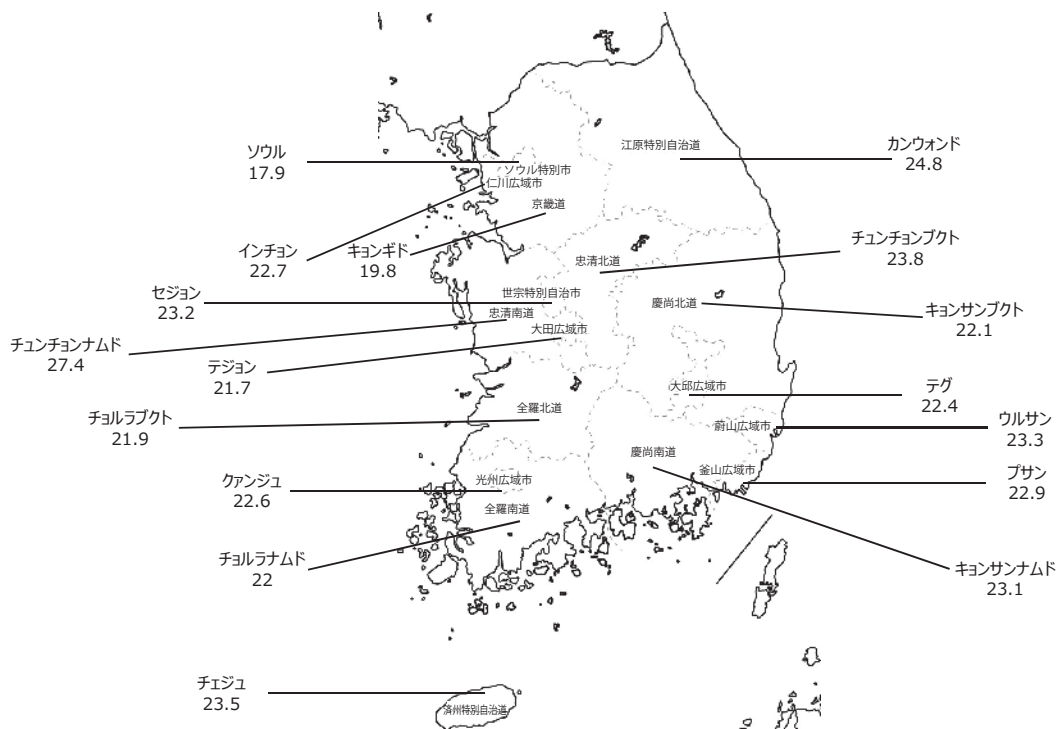 ソウル
17.9
インチョン
22.7
キョンギド
19.8
セジョン
23.2
チュンチョンナムド
27.4
テジョン
21.7
チョルラブクト
21.9
クァンジュ
22.6
チョルラナムド
22
チェジュ
23.5
江原特別自治道
ソウル特別市
仁川広域市
京畿道
忠清北道
世宗特別自治市
忠清南道
大田広域市
慶尚北道
大邱広域市
全羅北道
蔚山広域市
慶尚南道
釜山広域市
光州広域市
全羅南道
済州特別自治道
カンウォンド
24.8
チュンチョンブクト
23.8
キョンサンブクト
22.1
テグ
22.4
ウルサン
23.3
プサン
22.9
キョンサンナムド
23.1